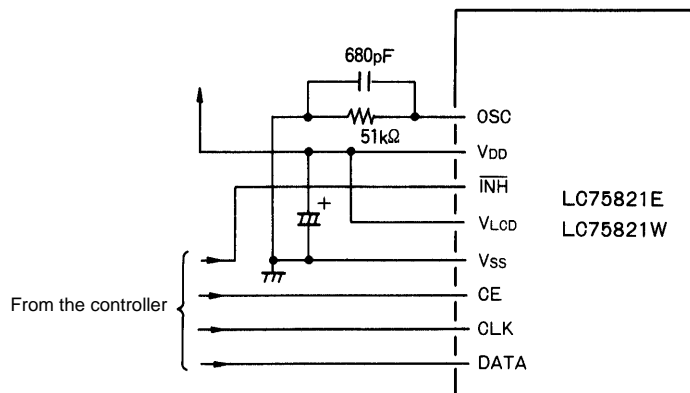 680pF
51kΩ
OSC
VDD
INH
LC75821E
VLCD
LC75821W
VSS
From the controller
CE
CLK
DATA
+